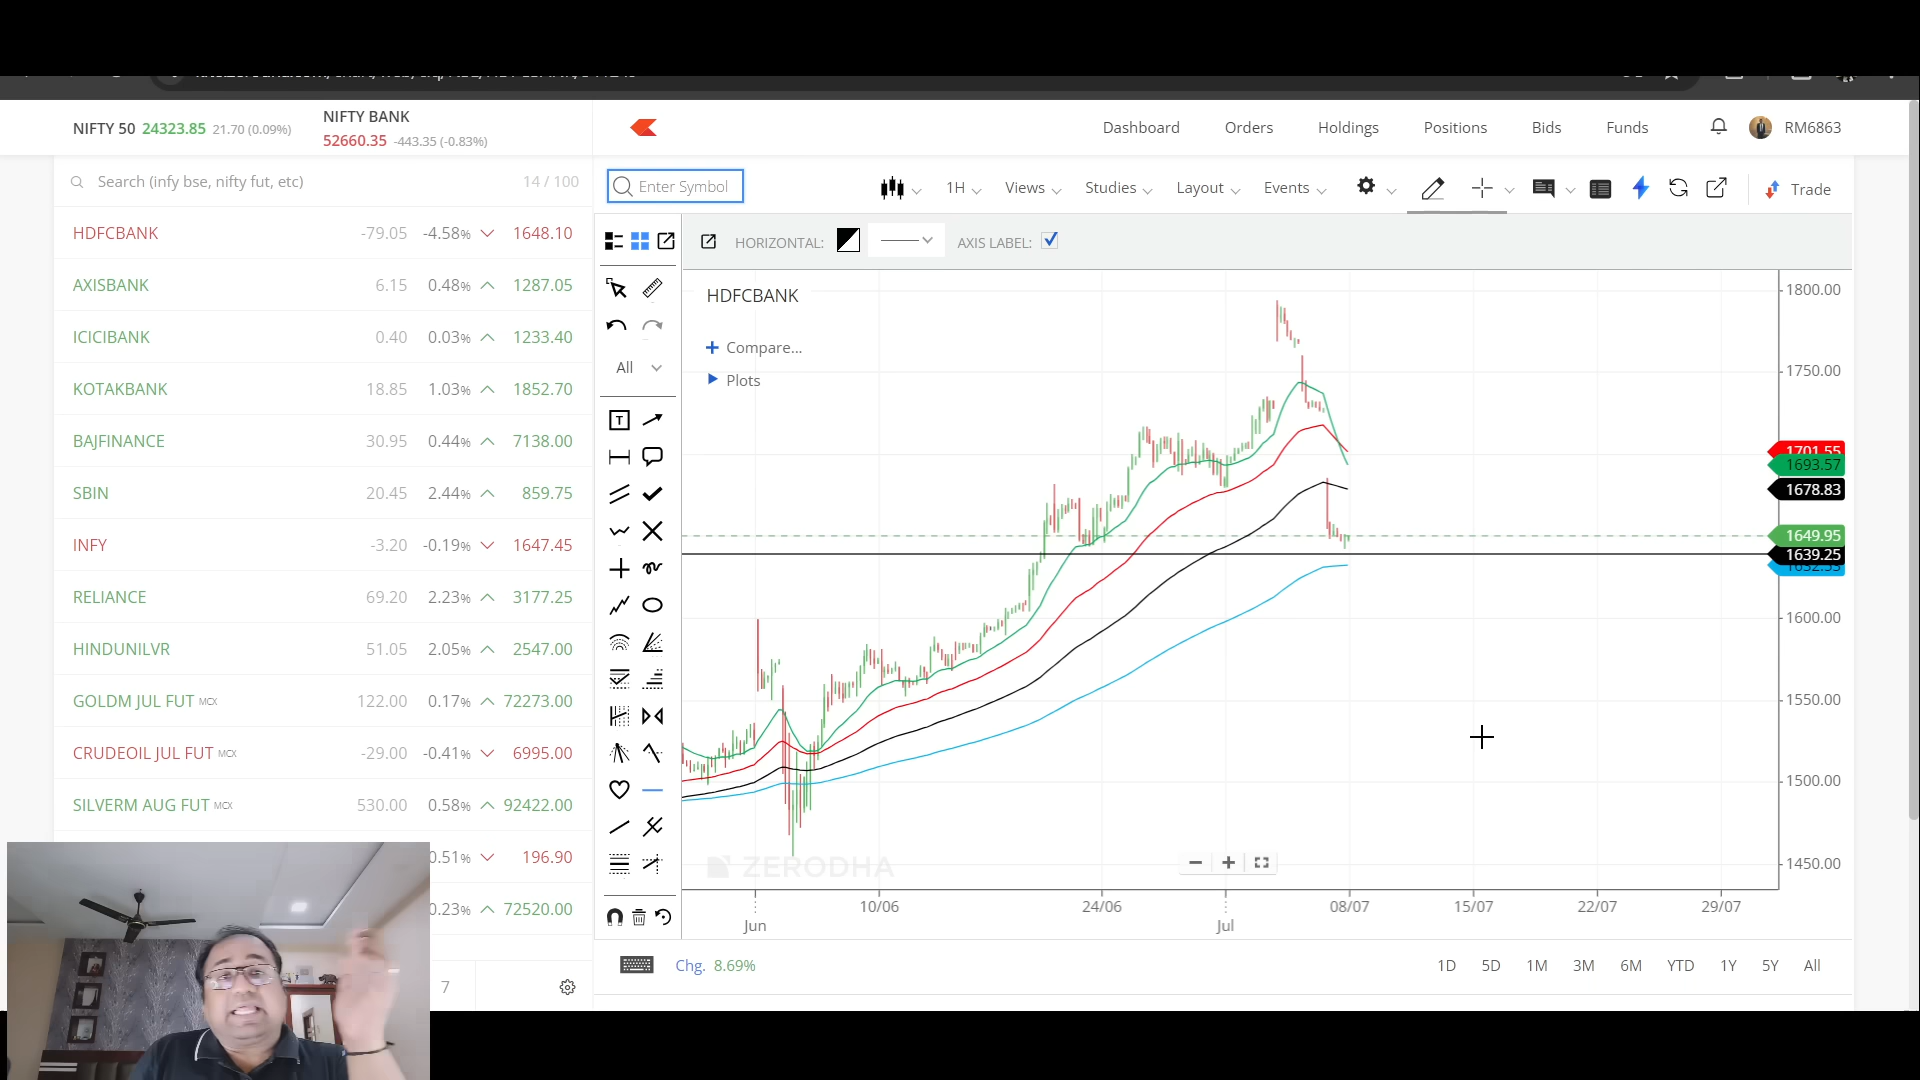 NIFTY 50 24323.85 21.70 (0.09%)
NIFTY BANK
52660.35 -443.35 (-0.83%)
Dashboard Orders Holdings Positions Bids Funds RM6863
Search (infy bse, nifty fut, etc) 14 / 100
HDFCBANK -79.05 -4.58% 1648.10
AXISBANK 6.15 0.48% 1287.05
ICICIBANK 0.40 0.03% 1233.40
KOTAKBANK 18.85 1.03% 1852.70
BAJFINANCE 30.95 0.44% 7138.00
SBIN 20.45 2.44% 859.75
INFY -3.20 -0.19% 1647.45
RELIANCE 69.20 2.23% 3177.25
HINDUNILVR 51.05 2.05% 2547.00
GOLDM JUL FUT MCX 122.00 0.17% 72273.00
CRUDEOIL JUL FUT MCX -29.00 -0.41% 6995.00
SILVERM AUG FUT MCX 530.00 0.58% 92422.00
0.51% 196.90
0.23% 72520.00
7
Enter Symbol 1H Views Studies Layout Events Trade
HORIZONTAL: AXIS LABEL:
All
T
HDFCBANK
Compare...
Plots
1800.00
1750.00
1701.55
1693.57
1678.83
1649.95
1639.25
1600.00
1550.00
1500.00
1450.00
ZERODHA
10/06 24/06 08/07 15/07 22/07 29/07
Jun Jul
Chg. 8.69% 1D 5D 1M 3M 6M YTD 1Y 5Y All